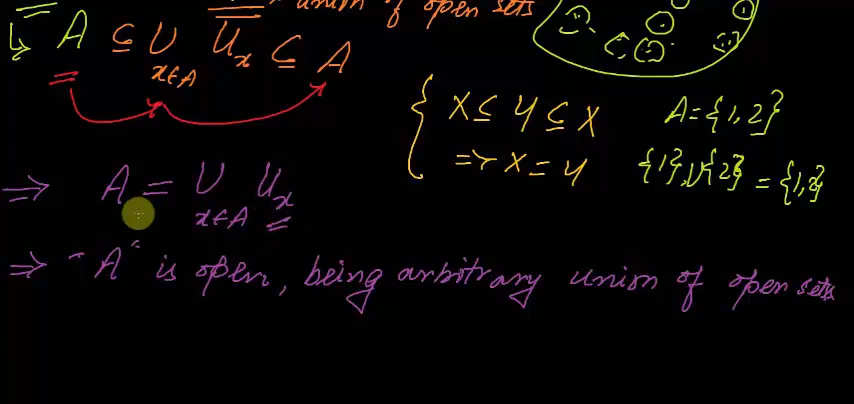 union of open sets
A ⊆ ∪ Ux ⊆ A
x∈A
{ X ⊆ Y ⊆ X
⇒ X = Y
A = {1, 2}
{1} ∪ {2} = {1, 2}
⇒ A = ∪ Ux
x∈A
⇒ "A" is open, being arbitrary union of open sets